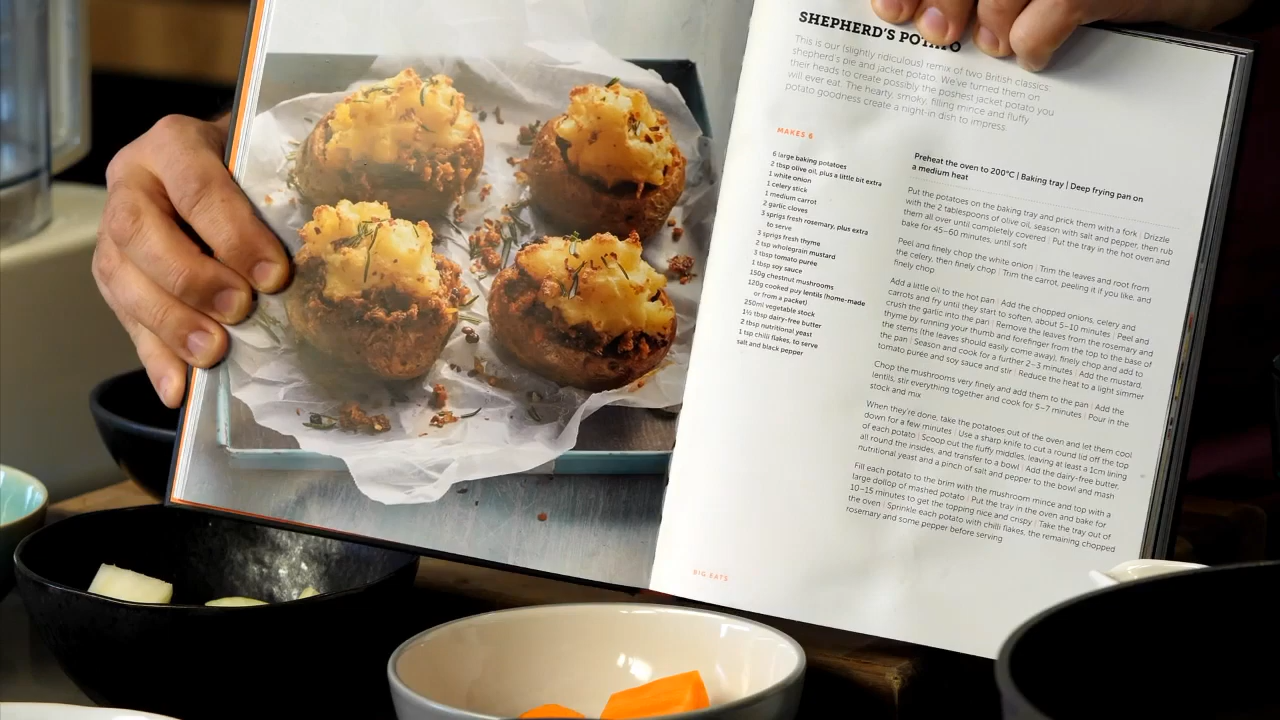 SHEPHERD'S POTATO
This is our (slightly ridiculous) remix of two British classics:
shepherd's pie and jacket potato. We've turned them on
their heads to create possibly the poshest jacket potato you
will ever eat. The hearty, smoky, filling mince and fluffy
potato goodness create a night-in dish to impress.
MAKES 6
6 large baking potatoes
2 tbsp olive oil, plus a little bit extra
1 white onion
1 celery stick
1 medium carrot
2 garlic cloves
3 sprigs fresh rosemary, plus extra
to serve
3 sprigs fresh thyme
2 tsp wholegrain mustard
3 tbsp tomato purée
1 tbsp soy sauce
150g chestnut mushrooms
120g cooked puy lentils (home-made
or from a packet)
250ml vegetable stock
1½ tbsp dairy-free butter
2 tbsp nutritional yeast
1 tsp chilli flakes, to serve
salt and black pepper
Preheat the oven to 200°C | Baking tray | Deep frying pan on
a medium heat
Put the potatoes on the baking tray and prick them with a fork | Drizzle
with the 2 tablespoons of olive oil, season with salt and pepper, then rub
them all over until completely covered | Put the tray in the hot oven and
bake for 45–60 minutes, until soft
Peel and finely chop the white onion | Trim the leaves and root from
the celery, then finely chop | Trim the carrot, peeling it if you like, and
finely chop
Add a little oil to the hot pan | Add the chopped onions, celery and
carrots and fry until they start to soften, about 5–10 minutes | Peel and
crush the garlic into the pan | Remove the leaves from the rosemary and
thyme by running your thumb and forefinger from the top to the base of
the stems (the leaves should easily come away), finely chop and add to
the pan | Season and cook for a further 2–3 minutes | Add the mustard,
tomato purée and soy sauce and stir | Reduce the heat to a light simmer
Chop the mushrooms very finely and add them to the pan | Add the
lentils, stir everything together and cook for 5–7 minutes | Pour in the
stock and mix
When they're done, take the potatoes out of the oven and let them cool
down for a few minutes | Use a sharp knife to cut a round lid off the top
of each potato | Scoop out the fluffy middles, leaving at least a 1cm lining
all round the insides, and transfer to a bowl | Add the dairy-free butter,
nutritional yeast and a pinch of salt and pepper to the bowl and mash
Fill each potato to the brim with the mushroom mince and top with a
large dollop of mashed potato | Put the tray in the oven and bake for
10–15 minutes to get the topping nice and crispy | Take the tray out of
the oven | Sprinkle each potato with chilli flakes, the remaining chopped
rosemary and some pepper before serving
BIG EATS